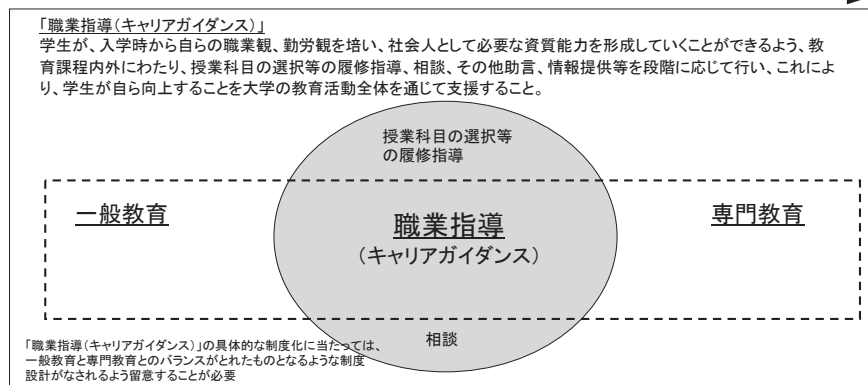 「職業指導(キャリアガイダンス)」
学生が、入学時から自らの職業観、勤労観を培い、社会人として必要な資質能力を形成していくことができるよう、教
育課程内外にわたり、授業科目の選択等の履修指導、相談、その他助言、情報提供等を段階に応じて行い、これによ
り、学生が自ら向上することを大学の教育活動全体を通じて支援すること。
授業科目の選択等
の履修指導
一般教育
職業指導
(キャリアガイダンス)
専門教育
相談
「職業指導(キャリアガイダンス)」の具体的な制度化に当たっては、
一般教育と専門教育とのバランスがとれたものとなるような制度
設計がなされるよう留意することが必要